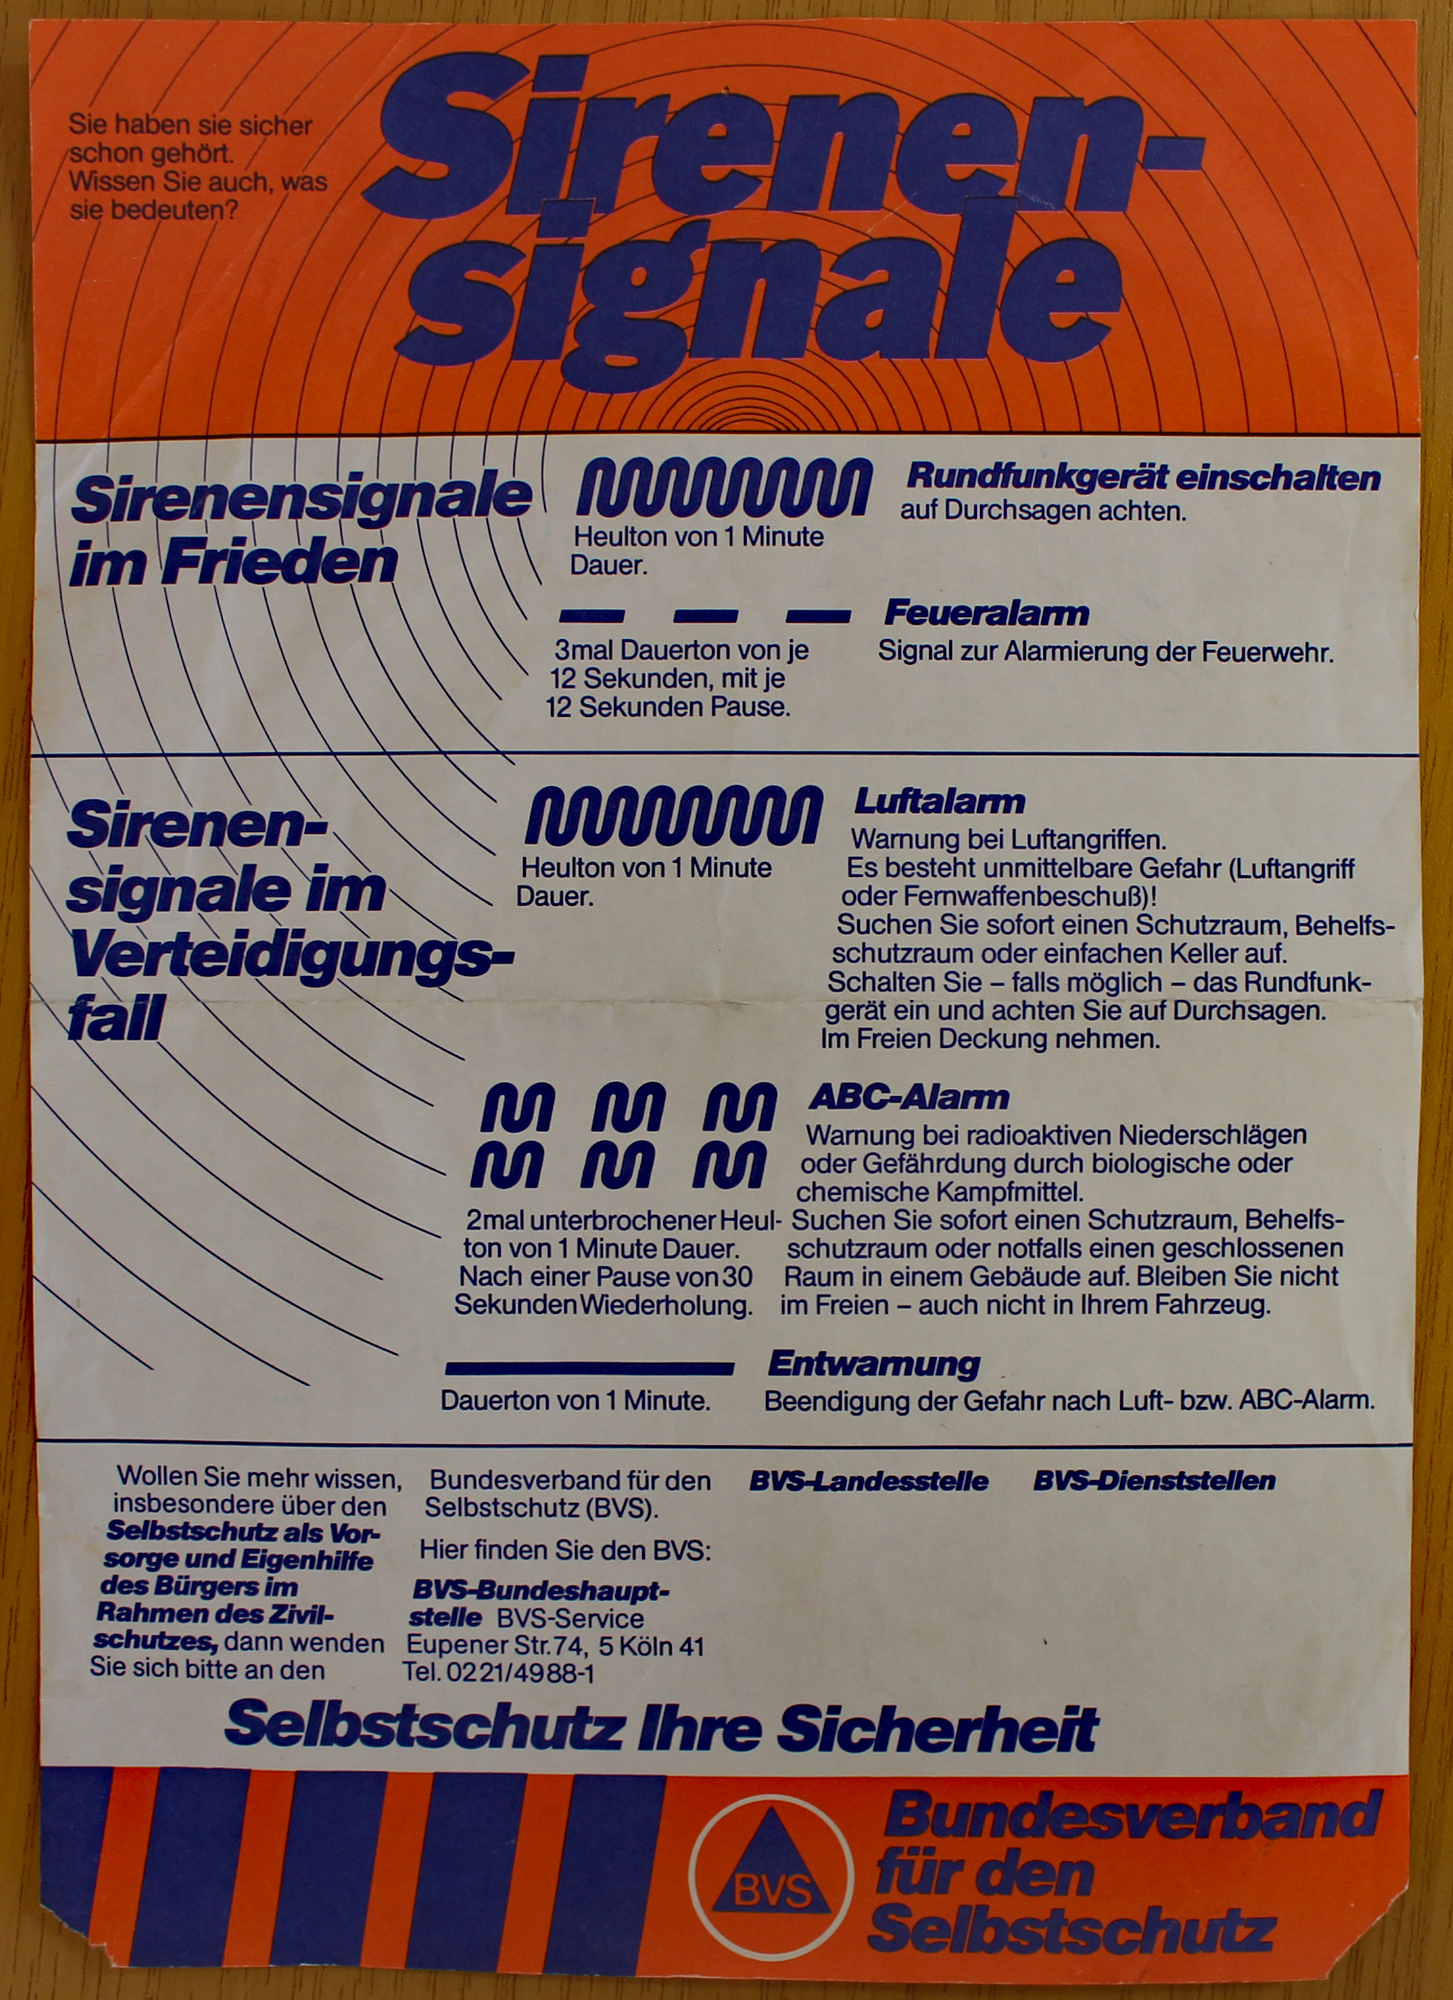 Sie haben sie sicher
schon gehört.
Wissen Sie auch, was
sie bedeuten?
Sirenen-
signale
Sirenensignale
im Frieden
Heulton von 1 Minute
Dauer.
Rundfunkgerät einschalten
auf Durchsagen achten.
3mal Dauerton von je
12 Sekunden, mit je
12 Sekunden Pause.
Feueralarm
Signal zur Alarmierung der Feuerwehr.
Sirenen-
signale im
Verteidigungs-
fall
Heulton von 1 Minute
Dauer.
Luftalarm
Warnung bei Luftangriffen.
Es besteht unmittelbare Gefahr (Luftangriff
oder Fernwaffenbeschuß)!
Suchen Sie sofort einen Schutzraum, Behelfs-
schutzraum oder einfachen Keller auf.
Schalten Sie – falls möglich – das Rundfunk-
gerät ein und achten Sie auf Durchsagen.
Im Freien Deckung nehmen.
2mal unterbrochener Heul-
ton von 1 Minute Dauer.
Nach einer Pause von 30
Sekunden Wiederholung.
ABC-Alarm
Warnung bei radioaktiven Niederschlägen
oder Gefährdung durch biologische oder
chemische Kampfmittel.
Suchen Sie sofort einen Schutzraum, Behelfs-
schutzraum oder notfalls einen geschlossenen
Raum in einem Gebäude auf. Bleiben Sie nicht
im Freien – auch nicht in Ihrem Fahrzeug.
Dauerton von 1 Minute.
Entwarnung
Beendigung der Gefahr nach Luft- bzw. ABC-Alarm.
Wollen Sie mehr wissen,
insbesondere über den
Selbstschutz als Vor-
sorge und Eigenhilfe
des Bürgers im
Rahmen des Zivil-
schutzes, dann wenden
Sie sich bitte an den
Bundesverband für den
Selbstschutz (BVS).
Hier finden Sie den BVS:
BVS-Bundeshaupt-
stelle BVS-Service
Eupener Str. 74, 5 Köln 41
Tel. 0221/4988-1
BVS-Landesstelle
BVS-Dienststellen
Selbstschutz Ihre Sicherheit
BVS
Bundesverband
für den
Selbstschutz